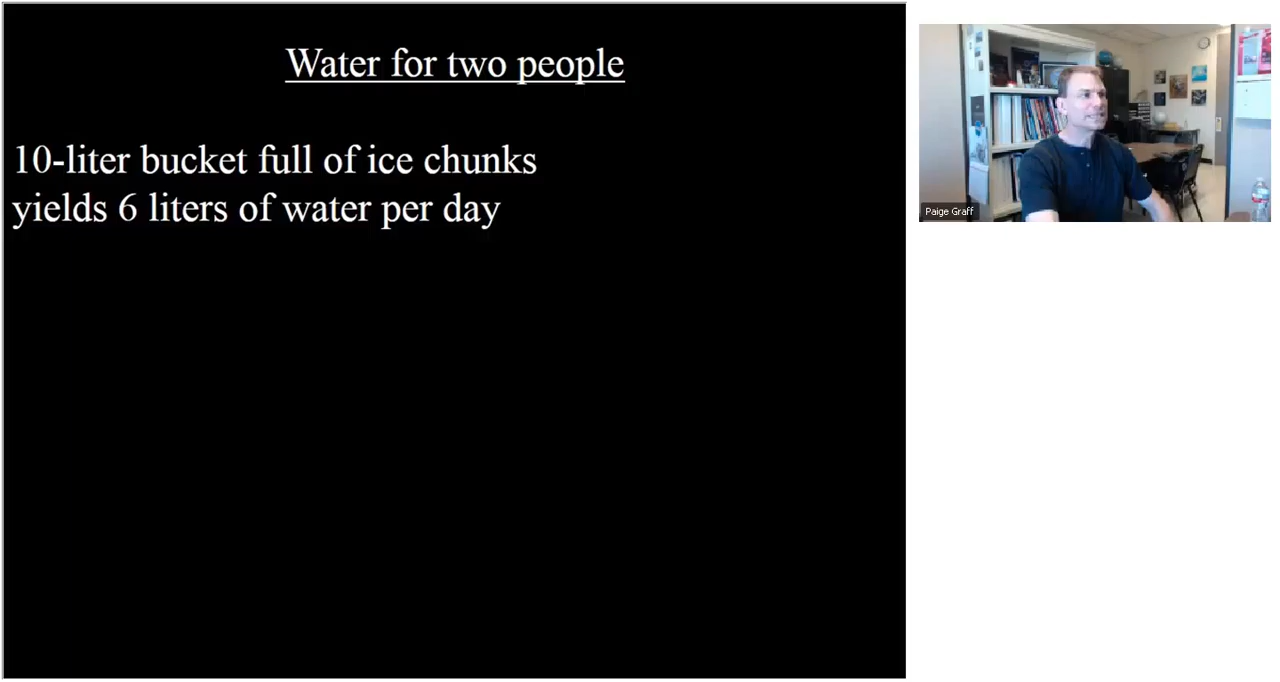 Water for two people
10-liter bucket full of ice chunks
yields 6 liters of water per day
Paige Graff